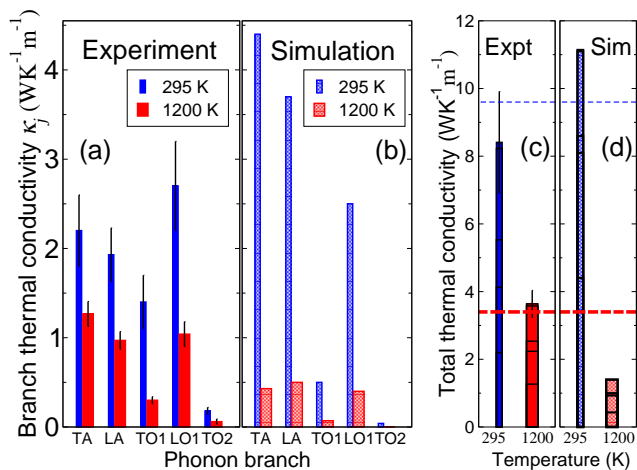 Branch thermal conductivity κj (WK-1m-1)
4
3
2
1
0
Experiment
295 K
1200 K
(a)
TA LA TO1 LO1 TO2
Simulation
295 K
1200 K
(b)
TA LA TO1 LO1 TO2
Phonon branch
Total thermal conductivity (WK-1m-1)
12
10
8
6
4
2
0
Expt
(c)
295 1200
Sim
(d)
295 1200
Temperature (K)